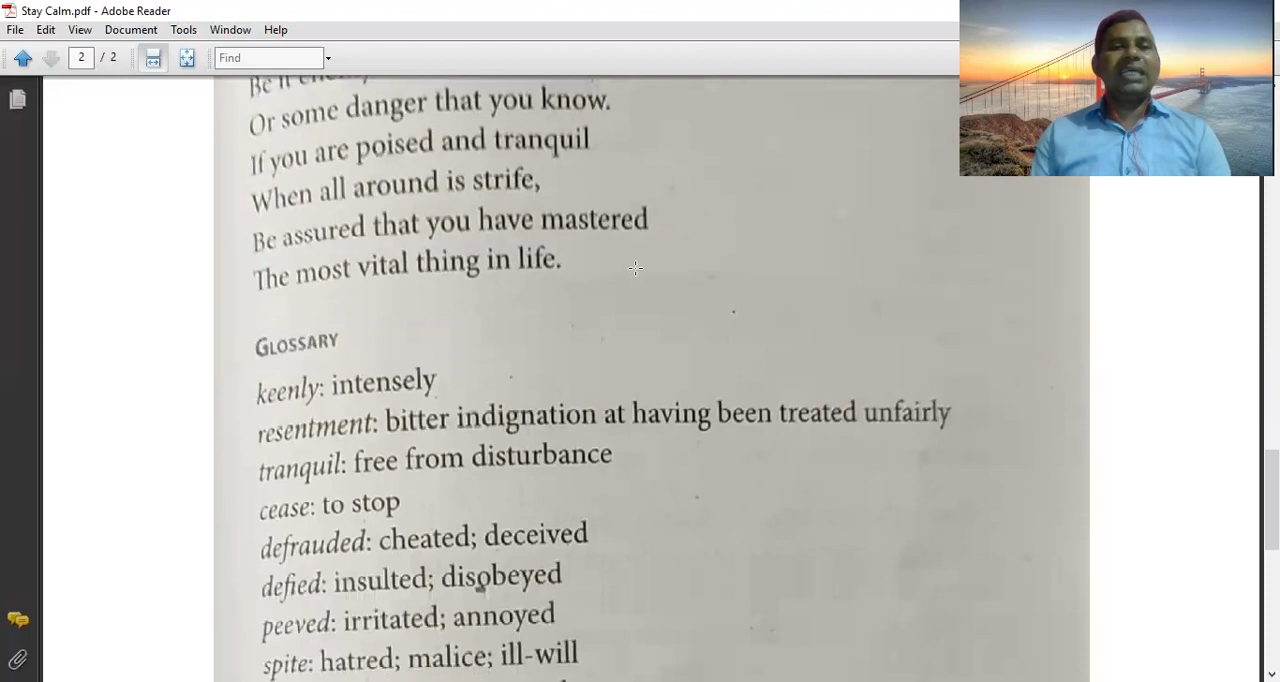 Stay Calm.pdf - Adobe Reader
File Edit View Document Tools Window Help
2 / 2 Find
Be it
Or some danger that you know.
If you are poised and tranquil
When all around is strife,
Be assured that you have mastered
The most vital thing in life.
GLOSSARY
keenly: intensely
resentment: bitter indignation at having been treated unfairly
tranquil: free from disturbance
cease: to stop
defrauded: cheated; deceived
defied: insulted; disobeyed
peeved: irritated; annoyed
spite: hatred; malice; ill-will